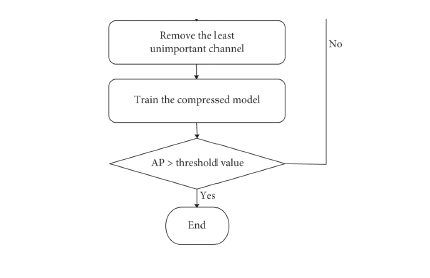 Remove the least
unimportant channel
No
Train the compressed model
AP > threshold value
Yes
End